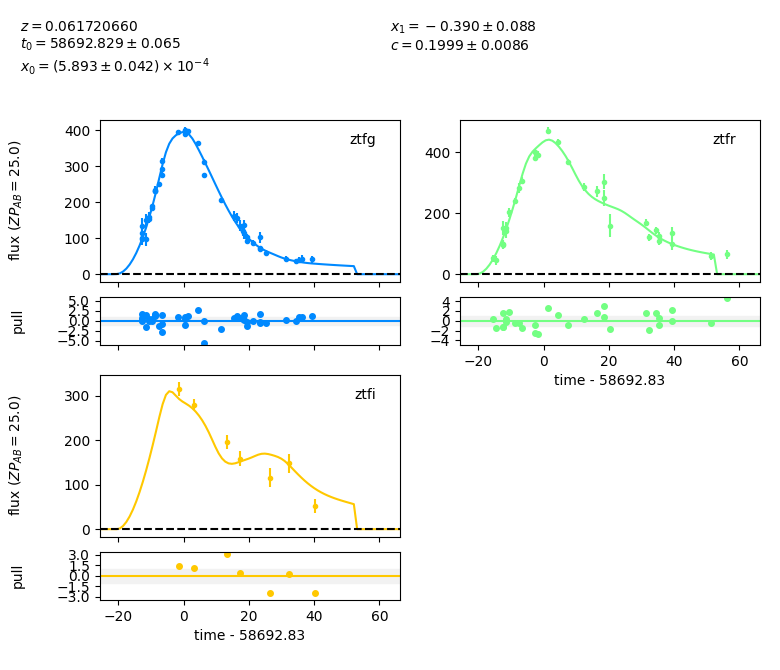 z = 0.061720660
t₀ = 58692.829 ± 0.065
x₀ = (5.893 ± 0.042) × 10⁻⁴
x₁ = −0.390 ± 0.088
c = 0.1999 ± 0.0086
flux (ZP_AB = 25.0)
400
300
200
100
0
ztfg
400
200
0
ztfr
pull
5.0
2.5
0.0
−2.5
−5.0
4
2
0
−2
−4
−20 0 20 40 60
time - 58692.83
flux (ZP_AB = 25.0)
300
200
100
0
ztfi
pull
3.0
1.5
0.0
−1.5
−3.0
−20 0 20 40 60
time - 58692.83